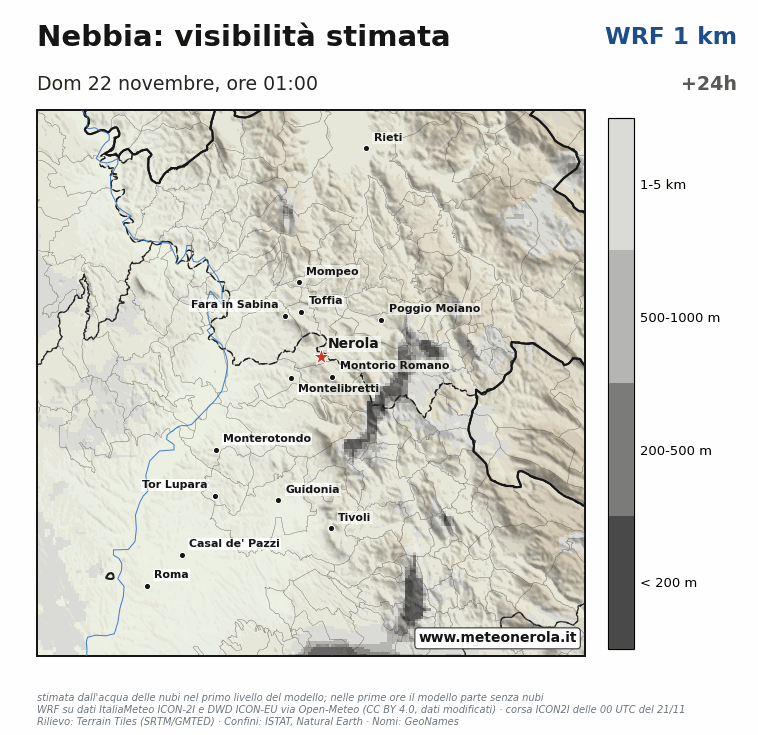 Nebbia: visibilità stimata
WRF 1 km
Dom 22 novembre, ore 01:00
+24h
Rieti
1-5 km
Mompeo
Toffia
Fara in Sabina
Poggio Moiano
500-1000 m
Nerola
Montorio Romano
Montelibretti
Monterotondo
200-500 m
Tor Lupara
Guidonia
Tivoli
Casal de' Pazzi
Roma
< 200 m
www.meteonerola.it
stimata dall'acqua delle nubi nel primo livello del modello; nelle prime ore il modello parte senza nubi
WRF su dati ItaliaMeteo ICON-2I e DWD ICON-EU via Open-Meteo (CC BY 4.0, dati modificati) · corsa ICON2I delle 00 UTC del 21/11
Rilievo: Terrain Tiles (SRTM/GMTED) · Confini: ISTAT, Natural Earth · Nomi: GeoNames